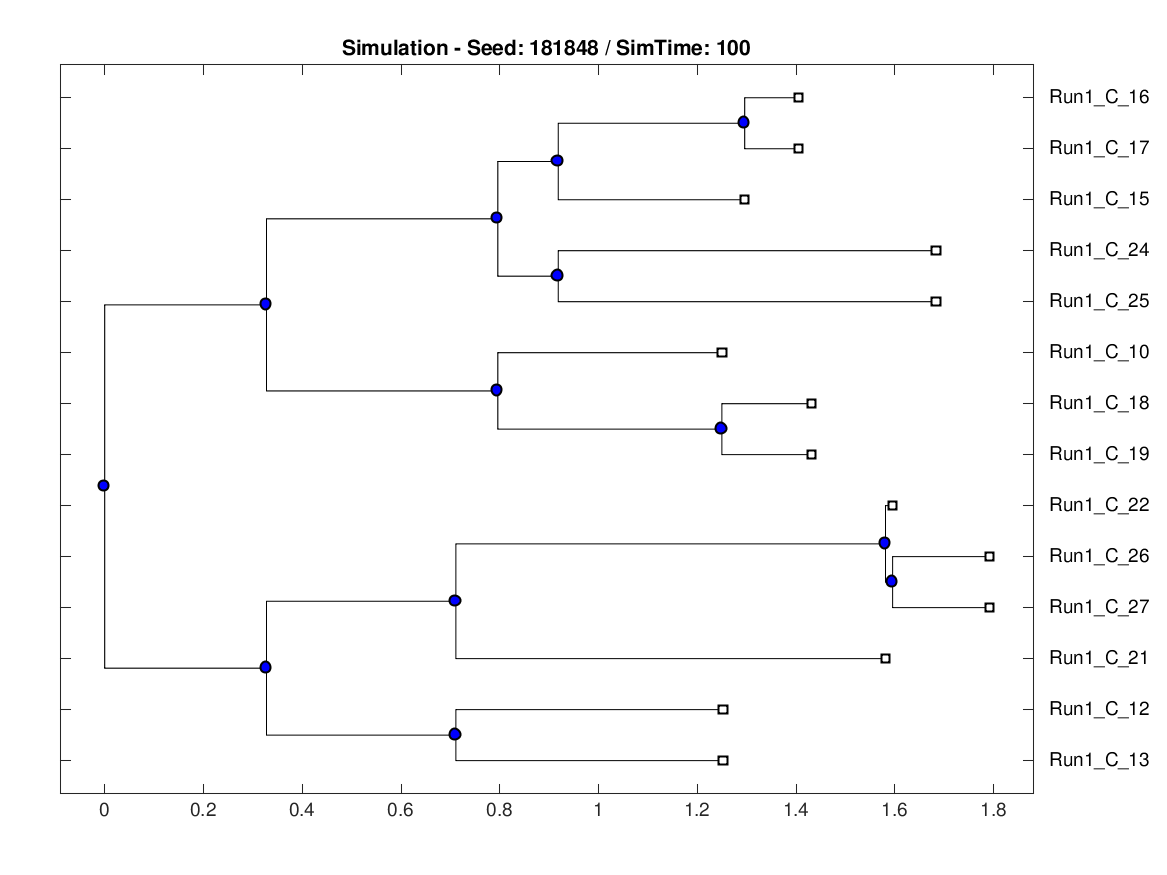 Simulation - Seed: 181848 / SimTime: 100
Run1_C_16
Run1_C_17
Run1_C_15
Run1_C_24
Run1_C_25
Run1_C_10
Run1_C_18
Run1_C_19
Run1_C_22
Run1_C_26
Run1_C_27
Run1_C_21
Run1_C_12
Run1_C_13
0 0.2 0.4 0.6 0.8 1 1.2 1.4 1.6 1.8